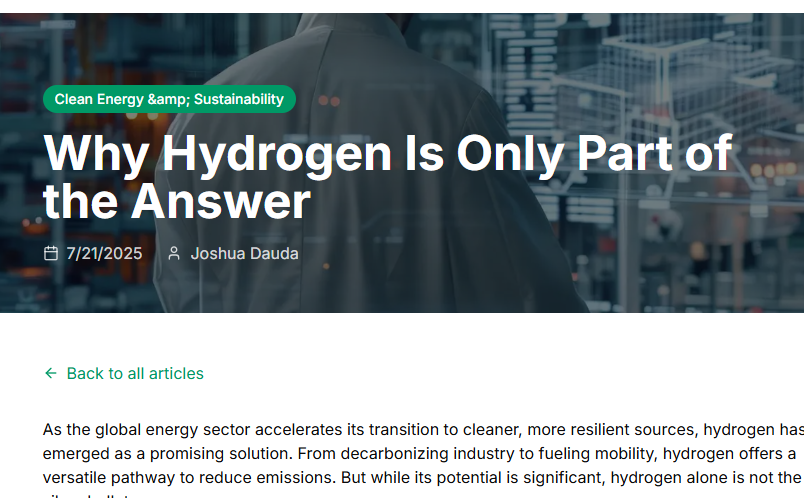 Clean Energy &amp; Sustainability
Why Hydrogen Is Only Part of
the Answer
7/21/2025 Joshua Dauda
Back to all articles
As the global energy sector accelerates its transition to cleaner, more resilient sources, hydrogen has
emerged as a promising solution. From decarbonizing industry to fueling mobility, hydrogen offers a
versatile pathway to reduce emissions. But while its potential is significant, hydrogen alone is not the